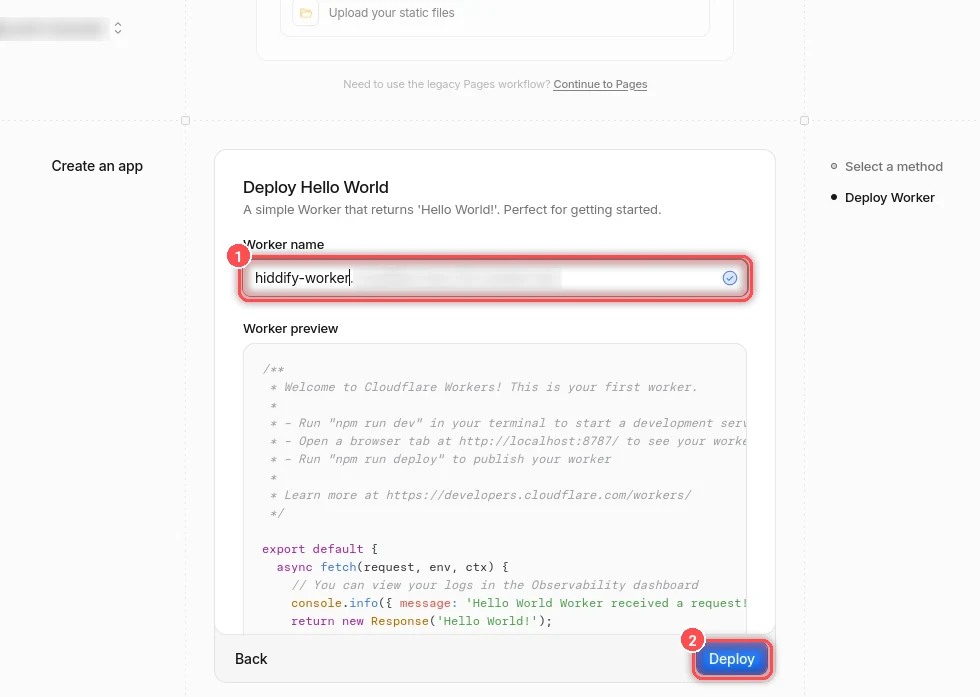 Upload your static files
Need to use the legacy Pages workflow? Continue to Pages
Create an app
Select a method
Deploy Worker
Deploy Hello World
A simple Worker that returns 'Hello World!'. Perfect for getting started.
Worker name
1
hiddify-worker
Worker preview
/**
* Welcome to Cloudflare Workers! This is your first worker.
*
* - Run "npm run dev" in your terminal to start a development serv
* - Open a browser tab at http://localhost:8787/ to see your worke
* - Run "npm run deploy" to publish your worker
*
* Learn more at https://developers.cloudflare.com/workers/
*/
export default {
async fetch(request, env, ctx) {
// You can view your logs in the Observability dashboard
console.info({ message: 'Hello World Worker received a request!
return new Response('Hello World!');
Back
2
Deploy